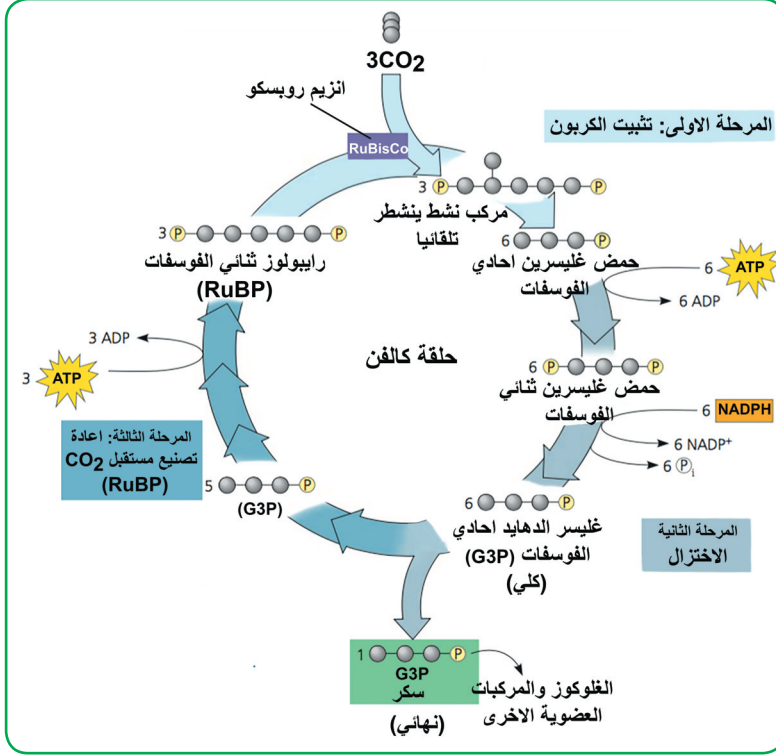 3CO2
انزيم روبسكو
RuBisCo
المرحلة الاولى: تثبيت الكربون
3 P P
مركب نشط ينشطر
تلقائيا
3 P P
رايبولوز ثنائي الفوسفات
(RuBP)
6 P
حمض غليسرين احادي
الفوسفات
6 ATP
6 ADP
حلقة كالفن
3 ADP
3 ATP
6 P P
حمض غليسرين ثنائي
الفوسفات
6 NADPH
6 NADP+
6 Pi
المرحلة الثالثة: اعادة
تصنيع مستقبل CO2
(RuBP)
5 P
(G3P)
6 P
غليسر الدهايد احادي
الفوسفات (G3P)
(كلي)
المرحلة الثانية
الاختزال
1 P
G3P
سكر
(نهائي)
الغلوكوز والمركبات
العضوية الاخرى